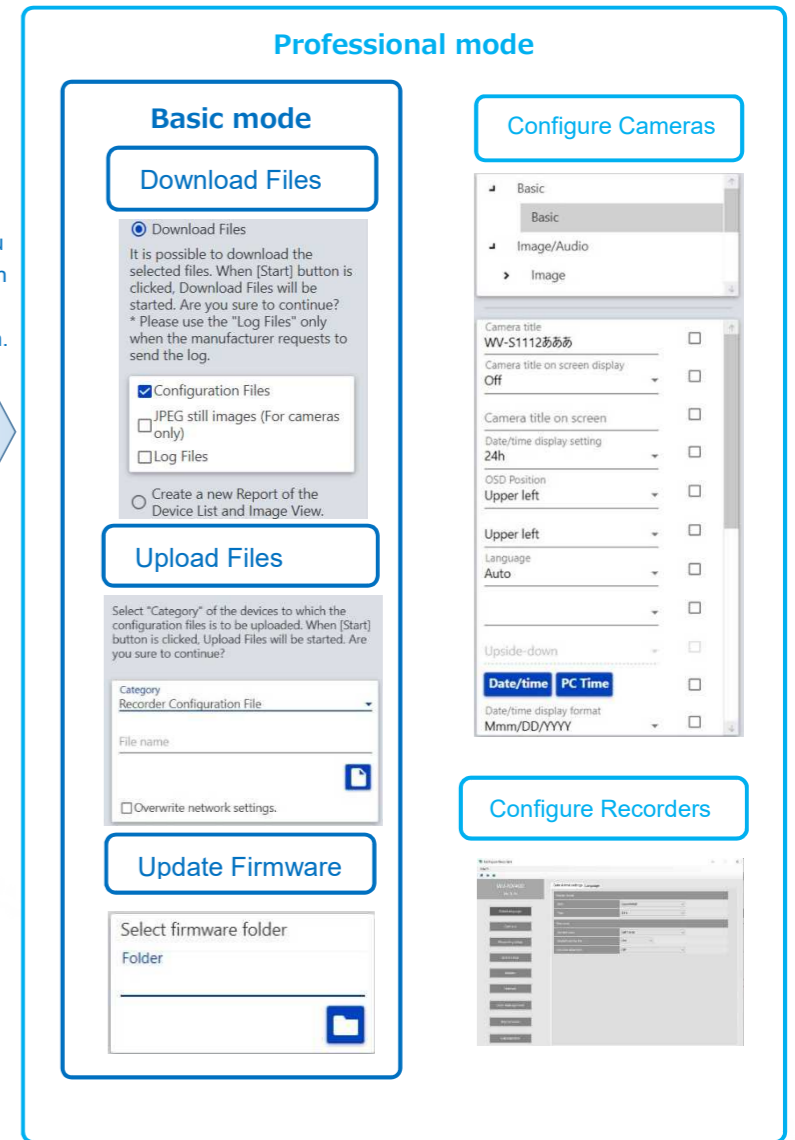 Professional mode
Basic mode
Download Files
Download Files
It is possible to download the
selected files. When [Start] button is
clicked, Download Files will be
started. Are you sure to continue?
* Please use the "Log Files" only
when the manufacturer requests to
send the log.
Configuration Files
JPEG still images (For cameras
only)
Log Files
Create a new Report of the
Device List and Image View.
Upload Files
Select "Category" of the devices to which the
configuration files is to be uploaded. When [Start]
button is clicked, Upload Files will be started. Are
you sure to continue?
Category
Recorder Configuration File
File name
Overwrite network settings.
Update Firmware
Select firmware folder
Folder
Configure Cameras
Basic
Basic
Image/Audio
Image
Camera title
WV-S1112あああ
Camera title on screen display
Off
Camera title on screen
Date/time display setting
24h
OSD Position
Upper left
Upper left
Language
Auto
Upside-down
Date/time PC Time
Date/time display format
Mmm/DD/YYYY
Configure Recorders